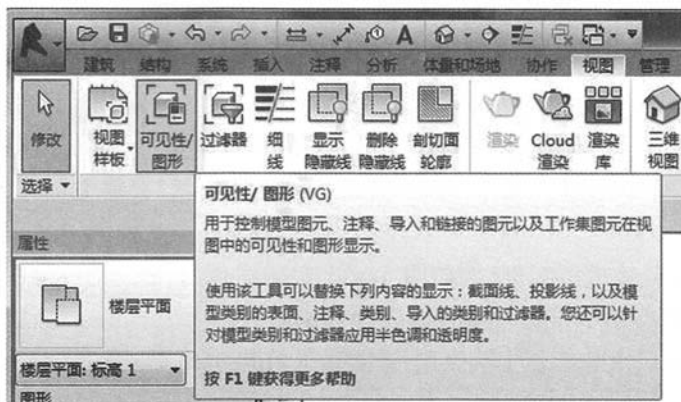 建筑 结构 系统 插入 注释 分析 体量和场地 协作 视图 管理
修改 视图样板 可见性/图形 过滤器 细线 显示隐藏线 删除隐藏线 剖切面轮廓 渲染 Cloud渲染 渲染库 三维视图
选择
可见性/ 图形 (VG)
用于控制模型图元、注释、导入和链接的图元以及工作集图元在视
图中的可见性和图形显示。
使用该工具可以替换下列内容的显示：截面线、投影线，以及模
型类别的表面、注释、类别、导入的类别和过滤器。您还可以针
对模型类别和过滤器应用半色调和透明度。
按 F1 键获得更多帮助
属性
楼层平面
楼层平面: 标高 1
图形